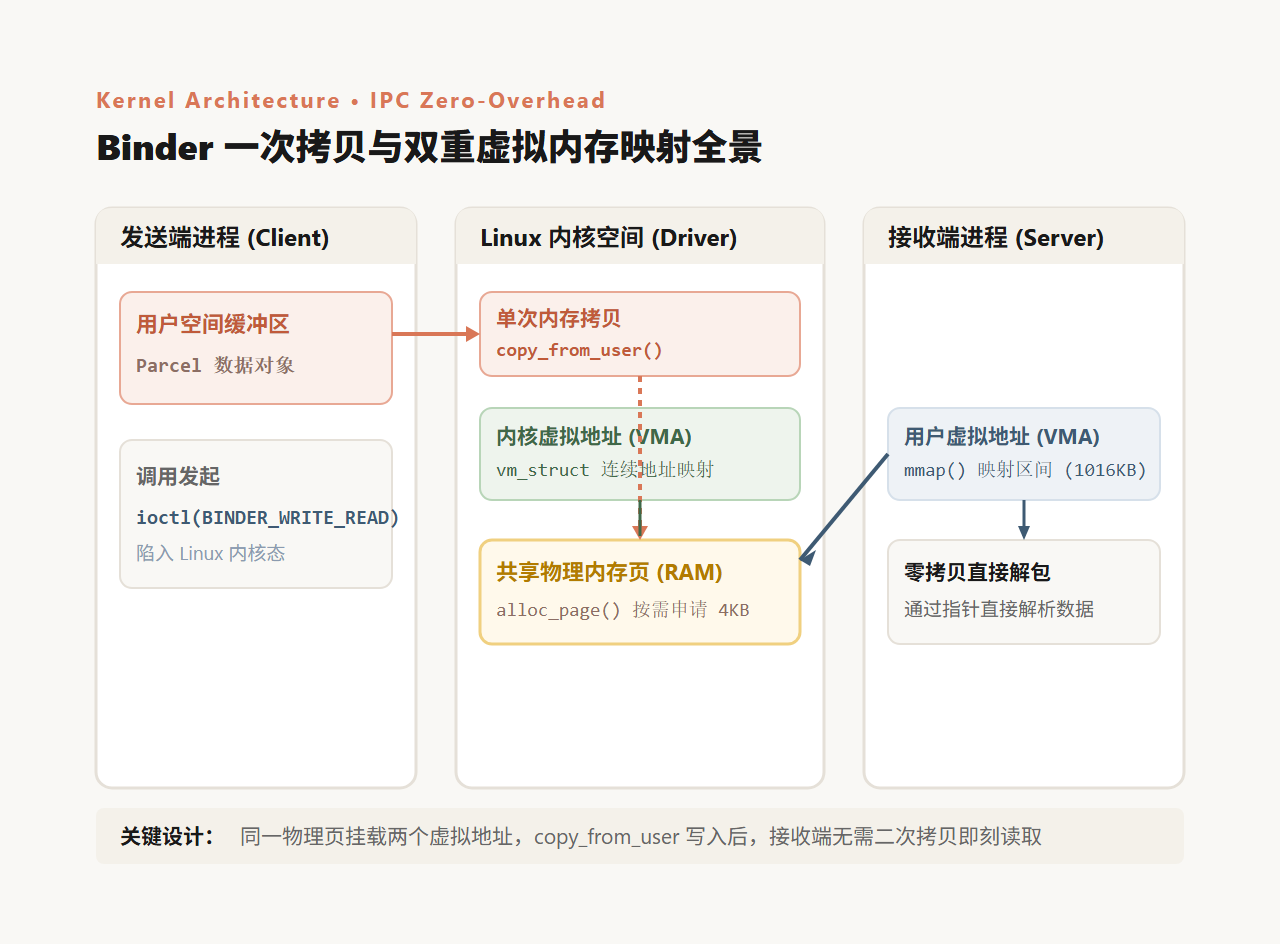 Kernel Architecture • IPC Zero-Overhead
Binder 一次拷贝与双重虚拟内存映射全景
发送端进程 (Client)
用户空间缓冲区
Parcel 数据对象
调用发起
ioctl(BINDER_WRITE_READ)
陷入 Linux 内核态
Linux 内核空间 (Driver)
单次内存拷贝
copy_from_user()
内核虚拟地址 (VMA)
vm_struct 连续地址映射
共享物理内存页 (RAM)
alloc_page() 按需申请 4KB
接收端进程 (Server)
用户虚拟地址 (VMA)
mmap() 映射区间 (1016KB)
零拷贝直接解包
通过指针直接解析数据
关键设计： 同一物理页挂载两个虚拟地址，copy_from_user 写入后，接收端无需二次拷贝即刻读取